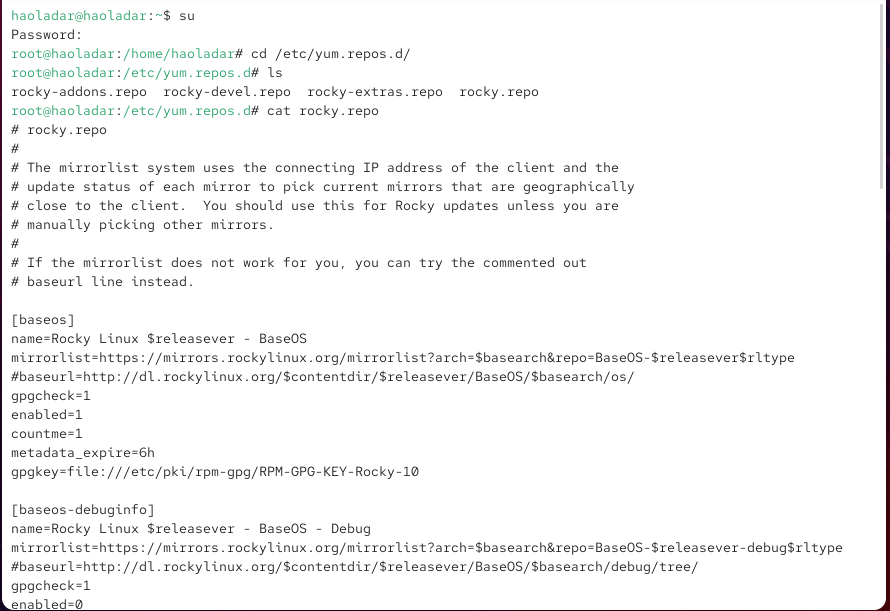 haoladar@haoladar:~$ su
Password:
root@haoladar:/home/haoladar# cd /etc/yum.repos.d/
root@haoladar:/etc/yum.repos.d# ls
rocky-addons.repo  rocky-devel.repo  rocky-extras.repo  rocky.repo
root@haoladar:/etc/yum.repos.d# cat rocky.repo
# rocky.repo
#
# The mirrorlist system uses the connecting IP address of the client and the
# update status of each mirror to pick current mirrors that are geographically
# close to the client.  You should use this for Rocky updates unless you are
# manually picking other mirrors.
#
# If the mirrorlist does not work for you, you can try the commented out
# baseurl line instead.

[baseos]
name=Rocky Linux $releasever - BaseOS
mirrorlist=https://mirrors.rockylinux.org/mirrorlist?arch=$basearch&repo=BaseOS-$releasever$rltype
#baseurl=http://dl.rockylinux.org/$contentdir/$releasever/BaseOS/$basearch/os/
gpgcheck=1
enabled=1
countme=1
metadata_expire=6h
gpgkey=file:///etc/pki/rpm-gpg/RPM-GPG-KEY-Rocky-10

[baseos-debuginfo]
name=Rocky Linux $releasever - BaseOS - Debug
mirrorlist=https://mirrors.rockylinux.org/mirrorlist?arch=$basearch&repo=BaseOS-$releasever-debug$rltype
#baseurl=http://dl.rockylinux.org/$contentdir/$releasever/BaseOS/$basearch/debug/tree/
gpgcheck=1
enabled=0